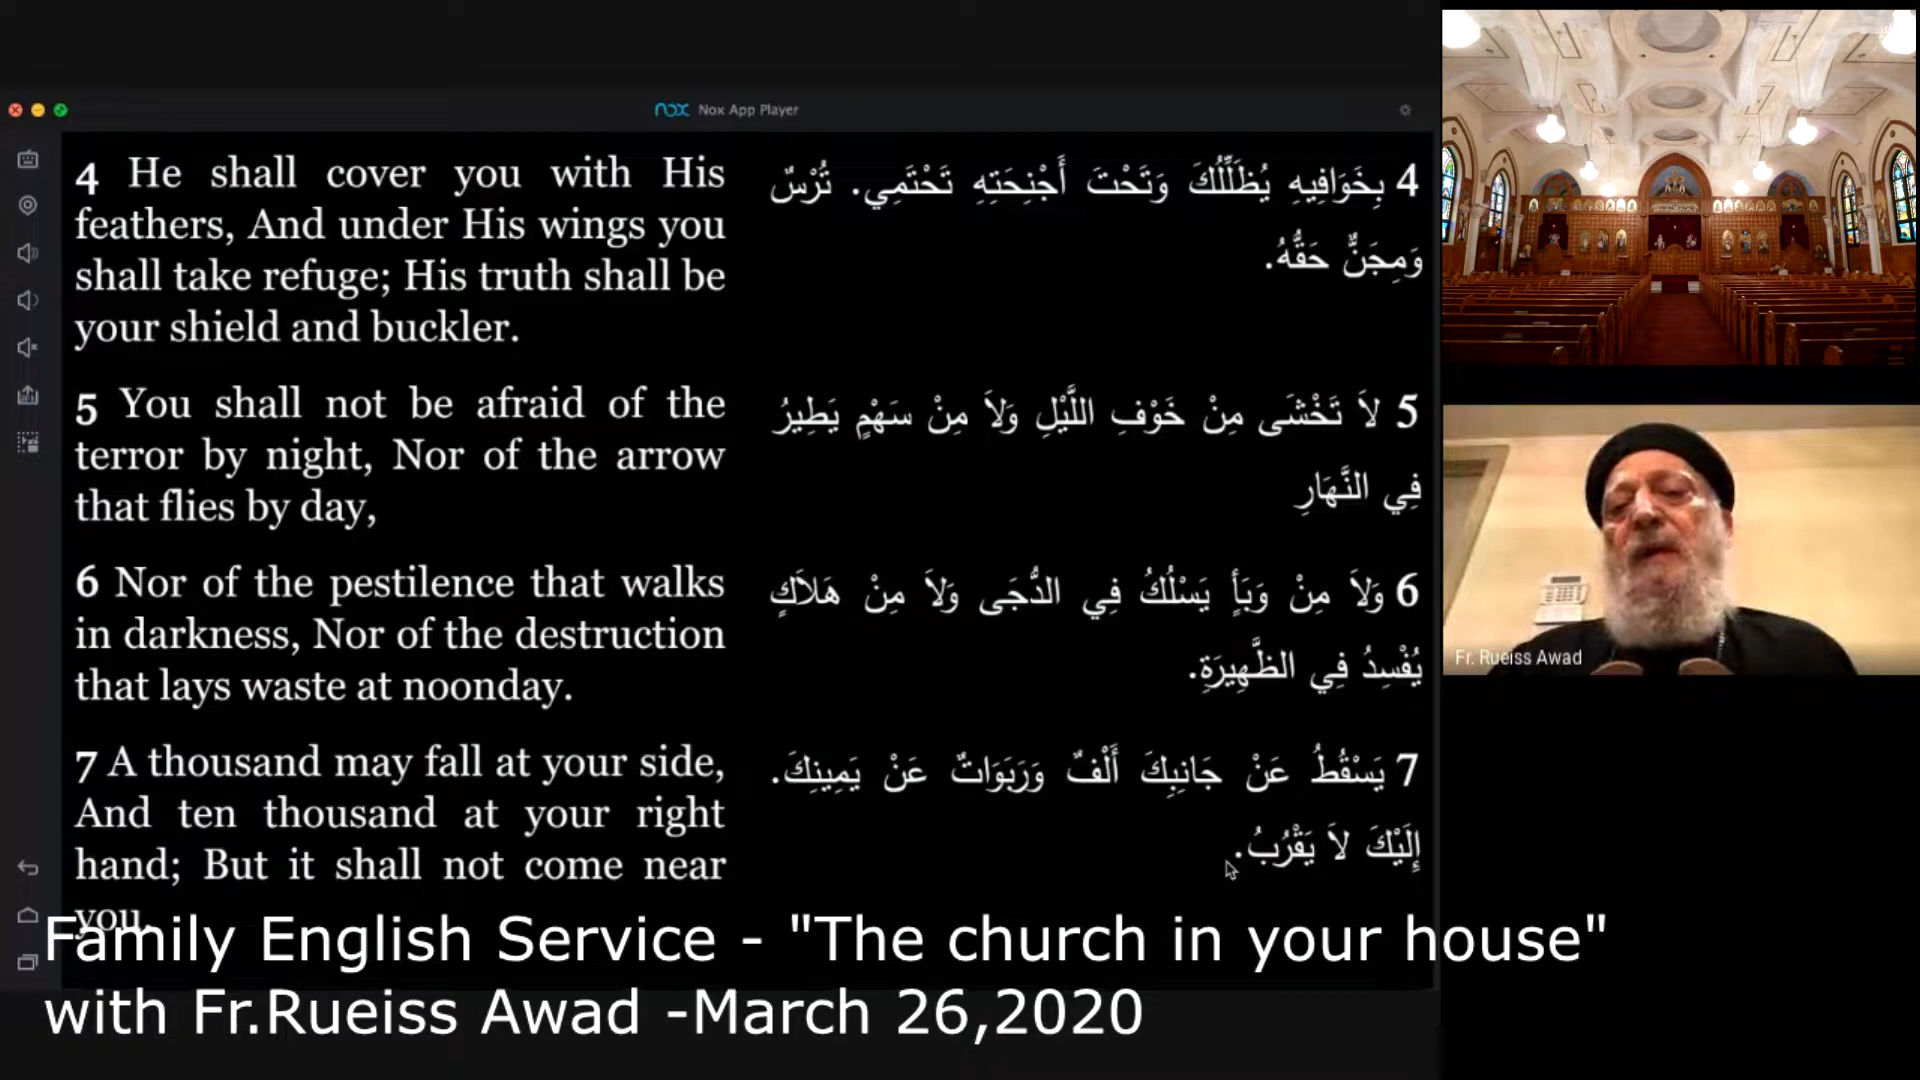 nox Nox App Player
4 He shall cover you with His
feathers, And under His wings you
shall take refuge; His truth shall be
your shield and buckler.
5 You shall not be afraid of the
terror by night, Nor of the arrow
that flies by day,
6 Nor of the pestilence that walks
in darkness, Nor of the destruction
that lays waste at noonday.
7 A thousand may fall at your side,
And ten thousand at your right
hand; But it shall not come near
you.
4 بِخَوَافِيهِ يُظَلِّلُكَ وَتَحْتَ أَجْنِحَتِهِ تَحْتَمِي. تُرْسٌ
وَمِجَنٌّ حَقُّهُ.
5 لاَ تَخْشَى مِنْ خَوْفِ اللَّيْلِ وَلاَ مِنْ سَهْمٍ يَطِيرُ
فِي النَّهَارِ
6 وَلاَ مِنْ وَبَأٍ يَسْلُكُ فِي الدُّجَى وَلاَ مِنْ هَلاَكٍ
يُفْسِدُ فِي الظَّهِيرَةِ.
7 يَسْقُطُ عَنْ جَانِبِكَ أَلْفٌ وَرَبَوَاتٌ عَنْ يَمِينِكَ.
إِلَيْكَ لاَ يَقْرُبُ.
Fr. Rueiss Awad
Family English Service - "The church in your house"
with Fr.Rueiss Awad -March 26,2020